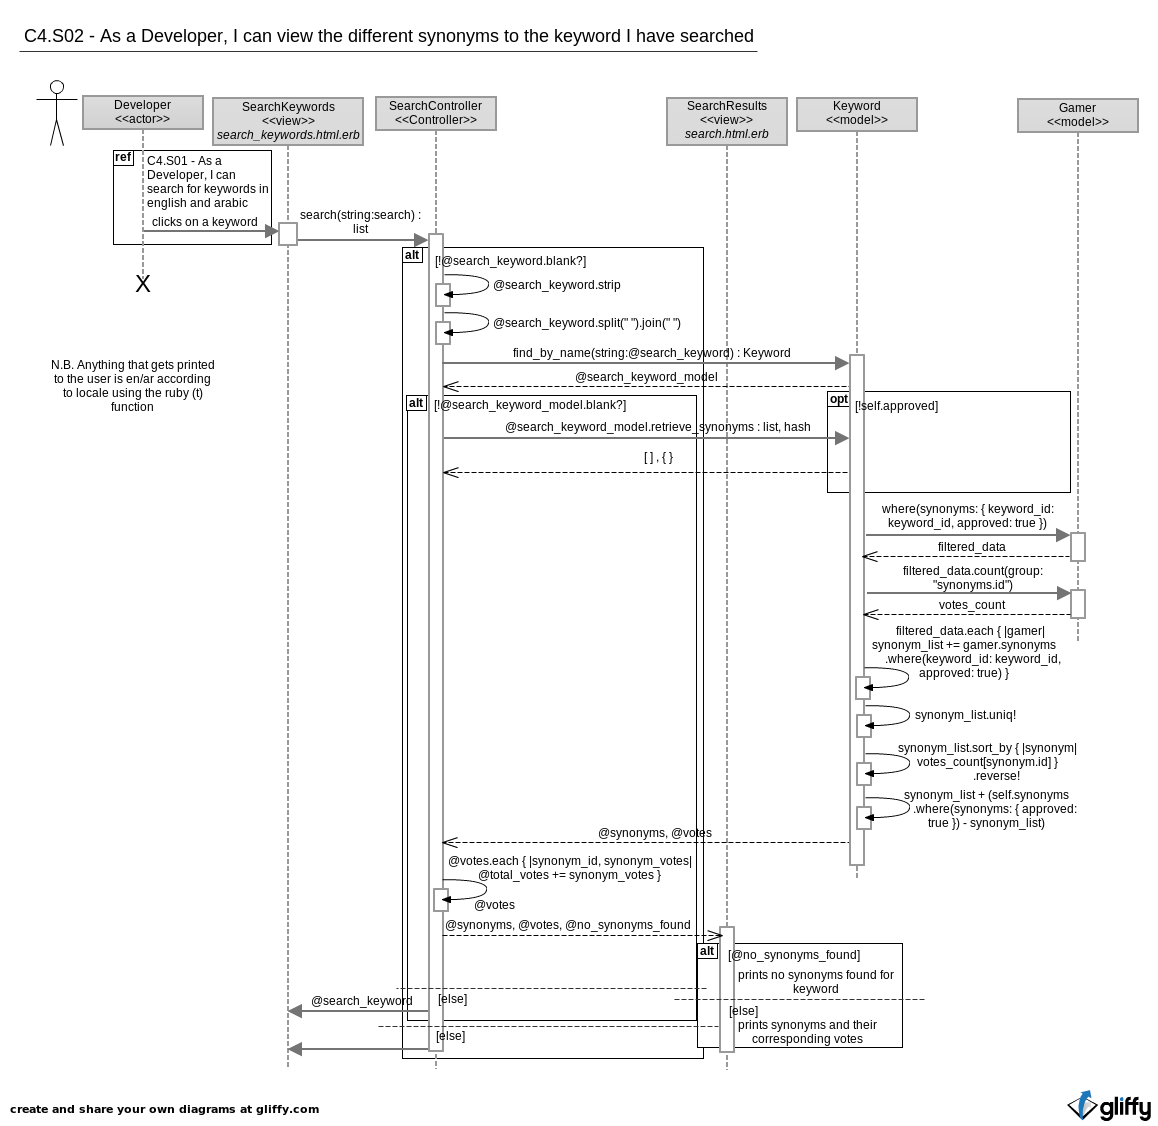 C4.S02 - As a Developer, I can view the different synonyms to the keyword I have searched
Developer
<<actor>>
SearchKeywords
<<view>>
search_keywords.html.erb
SearchController
<<Controller>>
SearchResults
<<view>>
search.html.erb
Keyword
<<model>>
Gamer
<<model>>
ref
C4.S01 - As a
Developer, I can
search for keywords in
english and arabic
clicks on a keyword
search(string:search) :
list
X
alt
[!@search_keyword.blank?]
@search_keyword.strip
@search_keyword.split(" ").join(" ")
find_by_name(string:@search_keyword) : Keyword
@search_keyword_model
N.B. Anything that gets printed
to the user is en/ar according
to locale using the ruby (t)
function
alt
[!@search_keyword_model.blank?]
opt
[!self.approved]
@search_keyword_model.retrieve_synonyms : list, hash
[ ] , { }
where(synonyms: { keyword_id:
keyword_id, approved: true })
filtered_data
filtered_data.count(group:
"synonyms.id")
votes_count
filtered_data.each { |gamer|
synonym_list += gamer.synonyms
.where(keyword_id: keyword_id,
approved: true) }
synonym_list.uniq!
synonym_list.sort_by { |synonym|
votes_count[synonym.id] }
.reverse!
synonym_list + (self.synonyms
.where(synonyms: { approved:
true }) - synonym_list)
@synonyms, @votes
@votes.each { |synonym_id, synonym_votes|
@total_votes += synonym_votes }
@votes
@synonyms, @votes, @no_synonyms_found
alt
[@no_synonyms_found]
prints no synonyms found for
keyword
[else]
@search_keyword
[else]
prints synonyms and their
corresponding votes
[else]
create and share your own diagrams at gliffy.com
gliffy